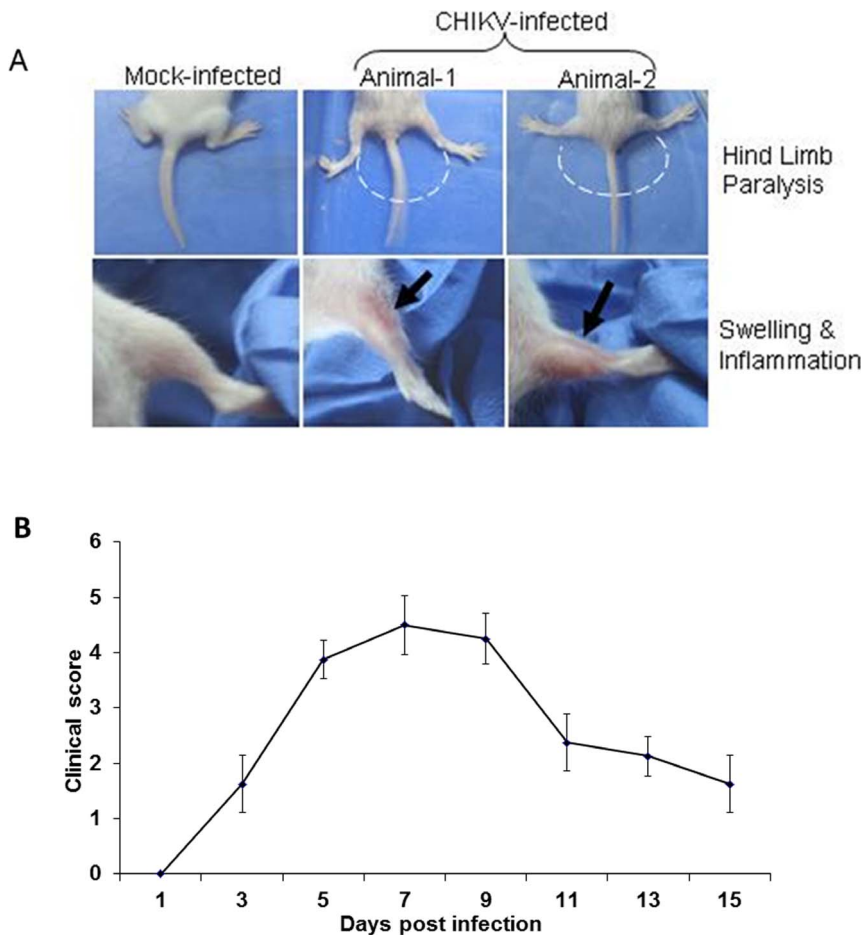 A
CHIKV-infected
Mock-infected Animal-1 Animal-2
Hind Limb
Paralysis
Swelling &
Inflammation
B
Clinical score
6
5
4
3
2
1
0
1 3 5 7 9 11 13 15
Days post infection